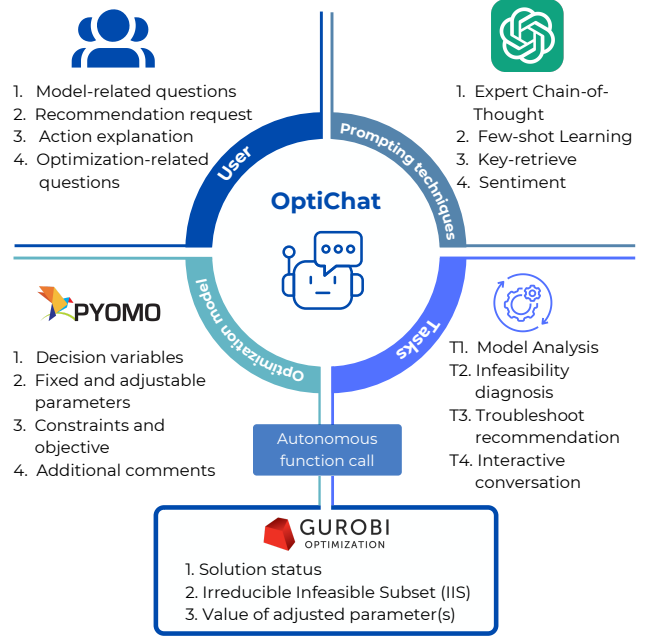 1. Model-related questions
2. Recommendation request
3. Action explanation
4. Optimization-related
questions
User
1. Expert Chain-of-
Thought
2. Few-shot Learning
3. Key-retrieve
4. Sentiment
Prompting techniques
OptiChat
PYOMO
1. Decision variables
2. Fixed and adjustable
parameters
3. Constraints and
objective
4. Additional comments
Optimization model
Tasks
T1. Model Analysis
T2. Infeasibility
diagnosis
T3. Troubleshoot
recommendation
T4. Interactive
conversation
Autonomous
function call
GUROBI
OPTIMIZATION
1. Solution status
2. Irreducible Infeasible Subset (IIS)
3. Value of adjusted parameter(s)